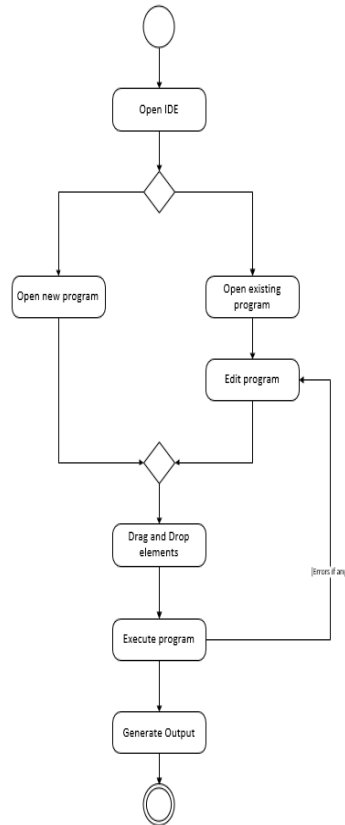 Open IDE
Open new program
Open existing
program
Edit program
Drag and Drop
elements
[Errors if any
Execute program
Generate Output